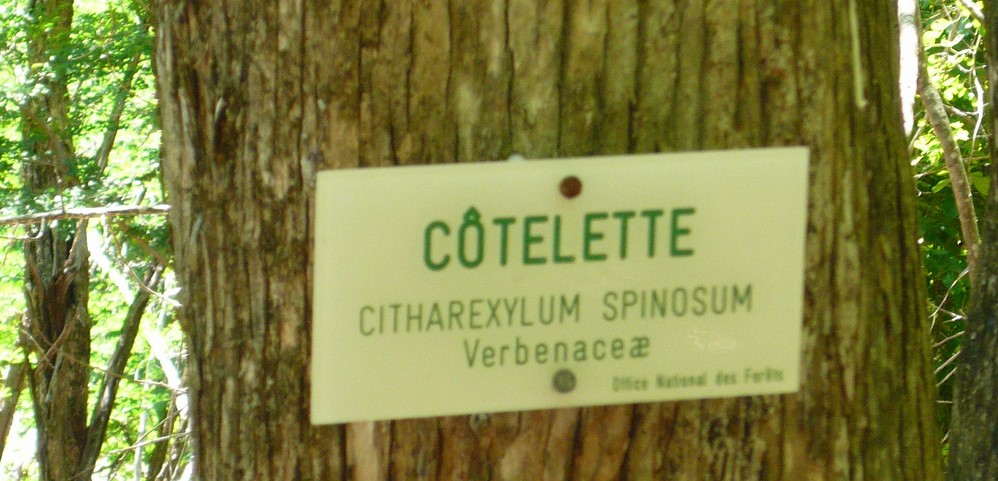 CÔTELETTE
CITHAREXYLUM SPINOSUM
Verbenaceæ
Office National des Forêts